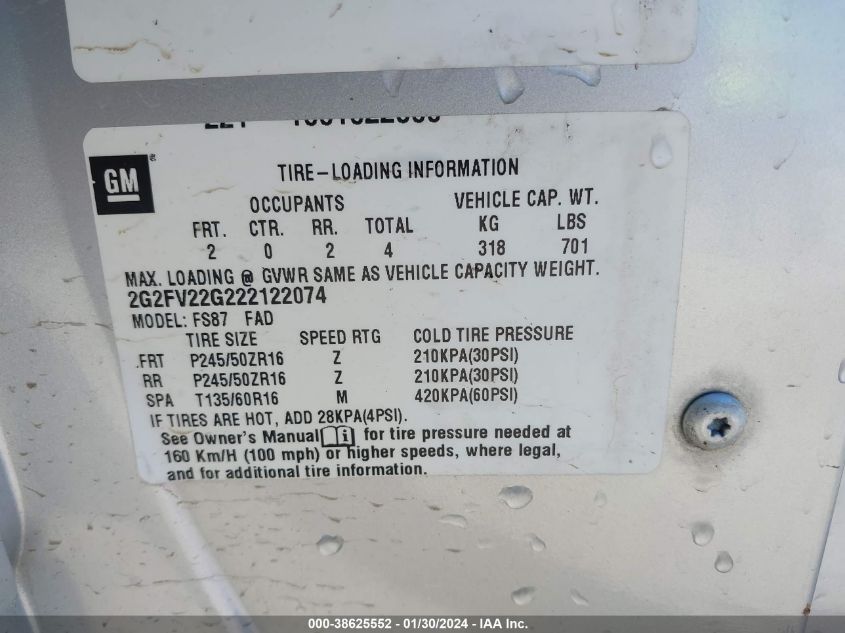 GM
TIRE-LOADING INFORMATION
OCCUPANTS VEHICLE CAP. WT.
FRT. CTR. RR. TOTAL KG LBS
2 0 2 4 318 701
MAX. LOADING @ GVWR SAME AS VEHICLE CAPACITY WEIGHT.
2G2FV22G222122074
MODEL: FS87 FAD
TIRE SIZE SPEED RTG COLD TIRE PRESSURE
FRT P245/50ZR16 Z 210KPA(30PSI)
RR P245/50ZR16 Z 210KPA(30PSI)
SPA T135/60R16 M 420KPA(60PSI)
IF TIRES ARE HOT, ADD 28KPA(4PSI).
See Owner's Manual for tire pressure needed at
160 Km/H (100 mph) or higher speeds, where legal,
and for additional tire information.
000-38625552 - 01/30/2024 - IAA Inc.